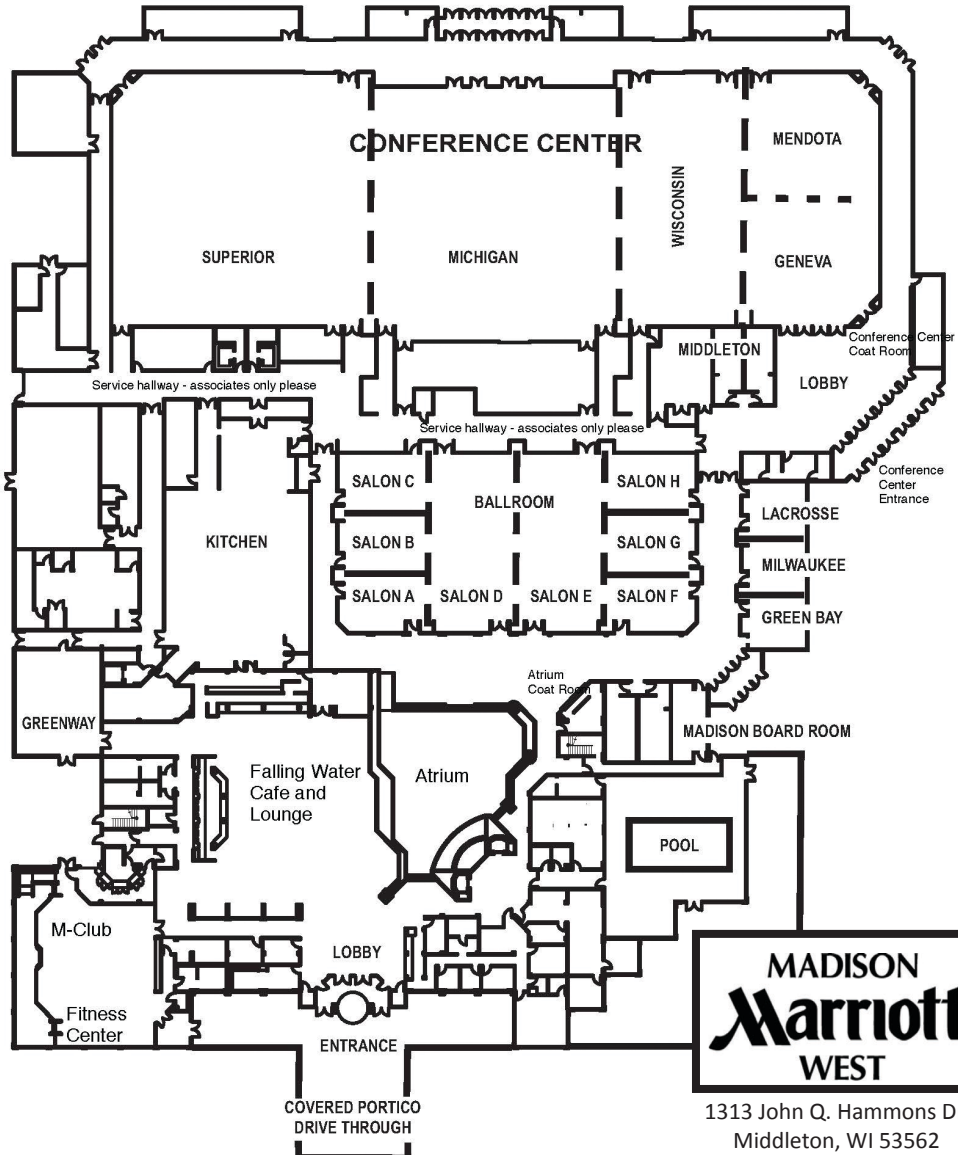 CONFERENCE CENTER
MENDOTA
WISCONSIN
SUPERIOR
MICHIGAN
GENEVA
MIDDLETON
Conference Center
Coat Room
LOBBY
Service hallway - associates only please
Service hallway - associates only please
SALON C
BALLROOM
SALON H
Conference
Center
Entrance
LACROSSE
KITCHEN
SALON B
SALON G
MILWAUKEE
SALON A
SALON D
SALON E
SALON F
GREEN BAY
Atrium
Coat Room
GREENWAY
MADISON BOARD ROOM
Falling Water
Cafe and
Lounge
Atrium
POOL
M-Club
LOBBY
Fitness
Center
ENTRANCE
COVERED PORTICO
DRIVE THROUGH
MADISON
Marriott
WEST
1313 John Q. Hammons D
Middleton, WI 53562